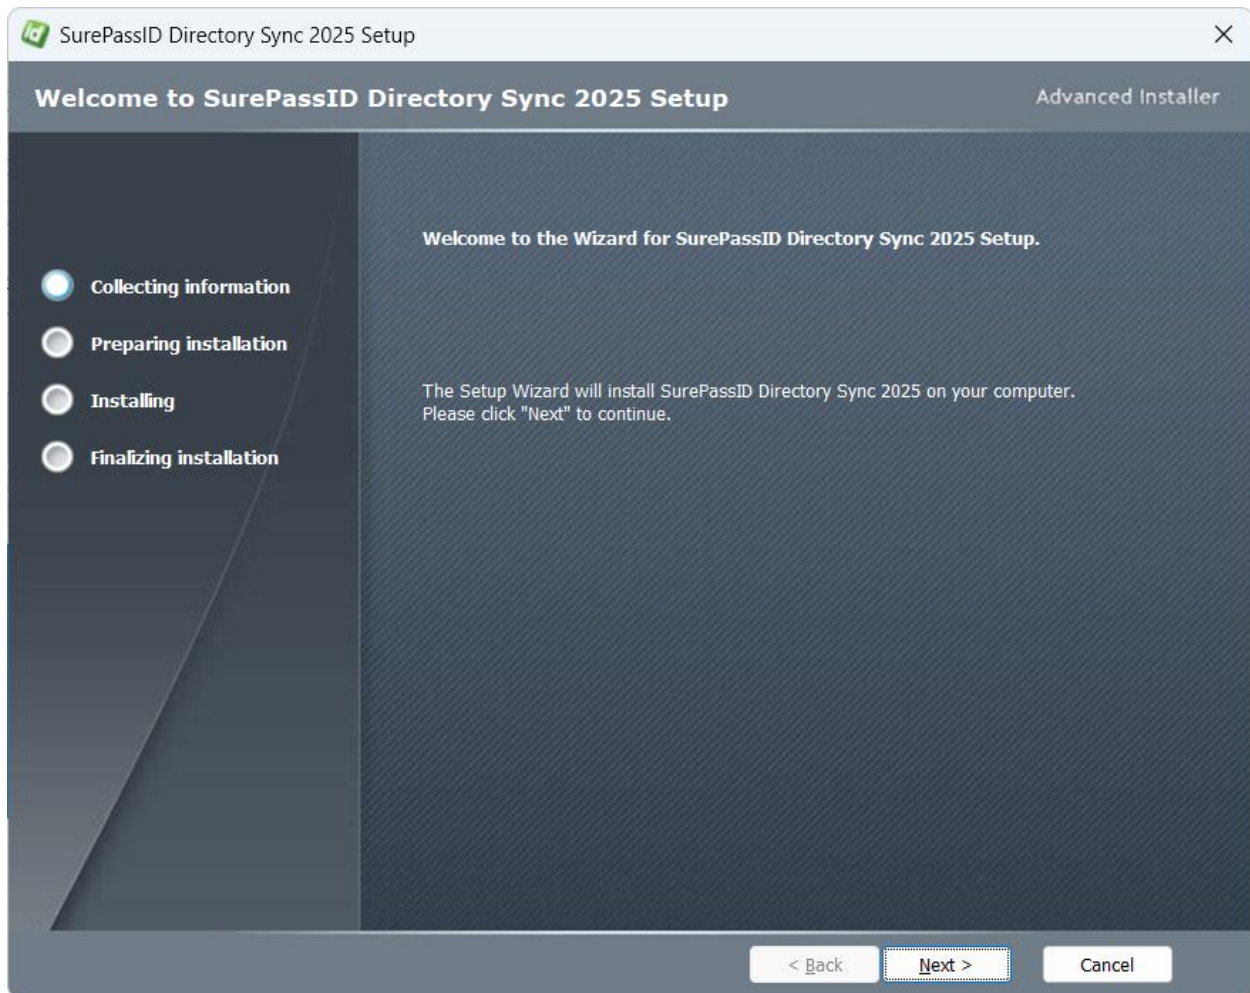 SurePassID Directory Sync 2025 Setup
Welcome to SurePassID Directory Sync 2025 Setup
Advanced Installer
Welcome to the Wizard for SurePassID Directory Sync 2025 Setup.
Collecting information
Preparing installation
Installing
Finalizing installation
The Setup Wizard will install SurePassID Directory Sync 2025 on your computer.
Please click "Next" to continue.
< Back
Next >
Cancel